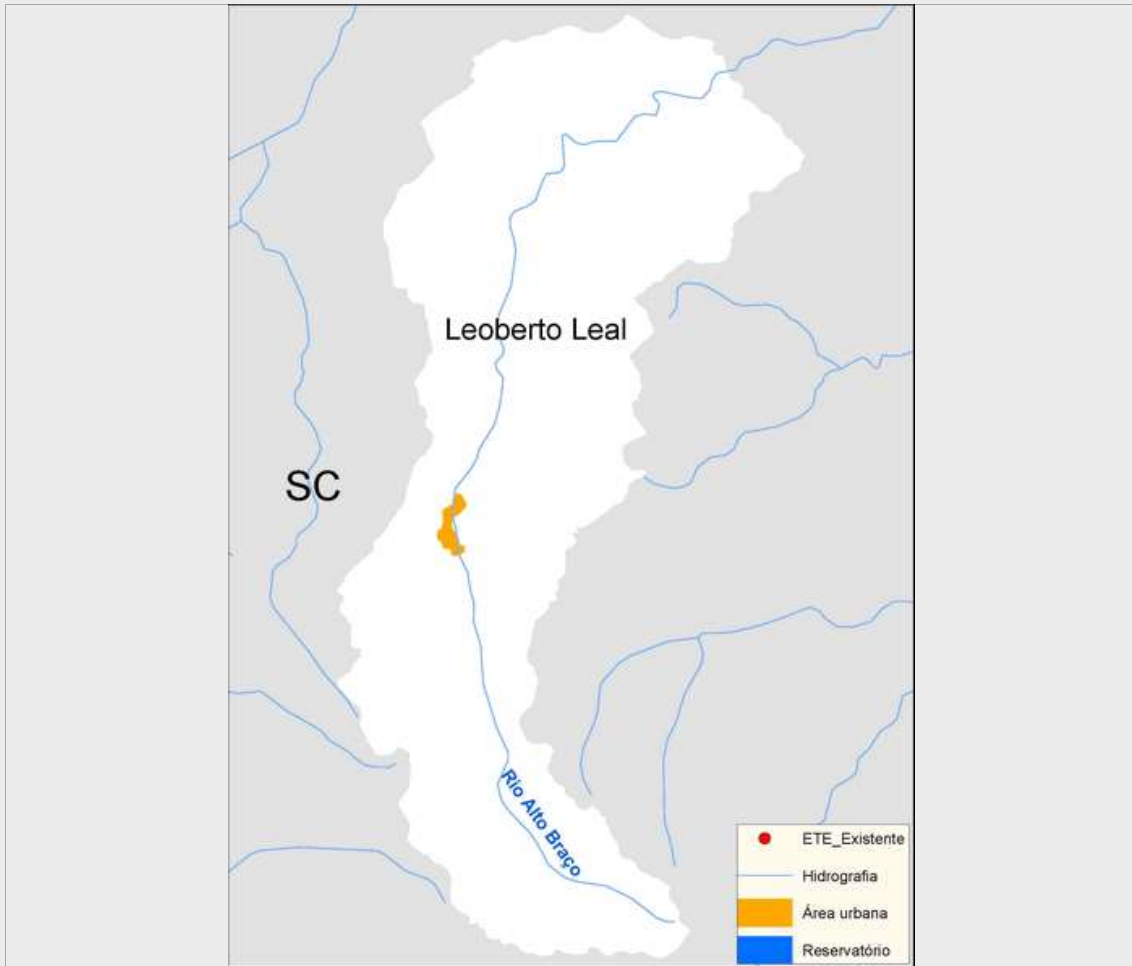 Leoberto Leal
SC
Rio Alto Braço
ETE_Existente
Hidrografia
Área urbana
Reservatório